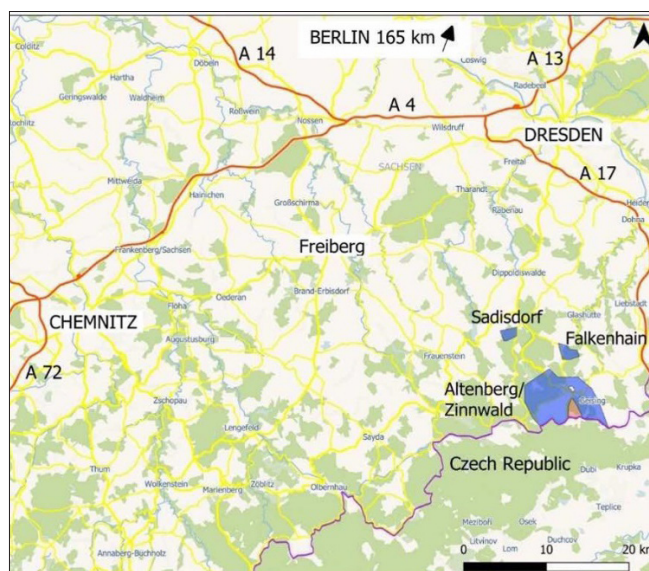 BERLIN 165 km
A 14
A 13
Colditz
Döbeln
Coswig
Radebeul
Hartha
Geringswalde
Waldheim
Roßwein
Nossen
A 4
Wilsdruff
DRESDEN
SACHSEN
Freital
A 17
Mittweida
Hainichen
Großschirma
Tharandt
Rabenau
Dohna
Freiberg
Frankenberg/Sachsen
Dippoldiswalde
Brand-Erbisdorf
Oederan
Flöha
Liebstadt
Glashütte
CHEMNITZ
Sadisdorf
Augustusburg
Falkenhain
Frauenstein
A 72
Altenberg/
Zinnwald
Zschopau
Lengefeld
Sayda
Czech Republic
Thum
Wolkenstein
Marienberg
Zöblitz
Olbernhau
Dubí
Krupka
Teplice
Meziboří
Osek
Duchcov
Litvínov
Lom
Annaberg-Buchholz
0 10 20 km